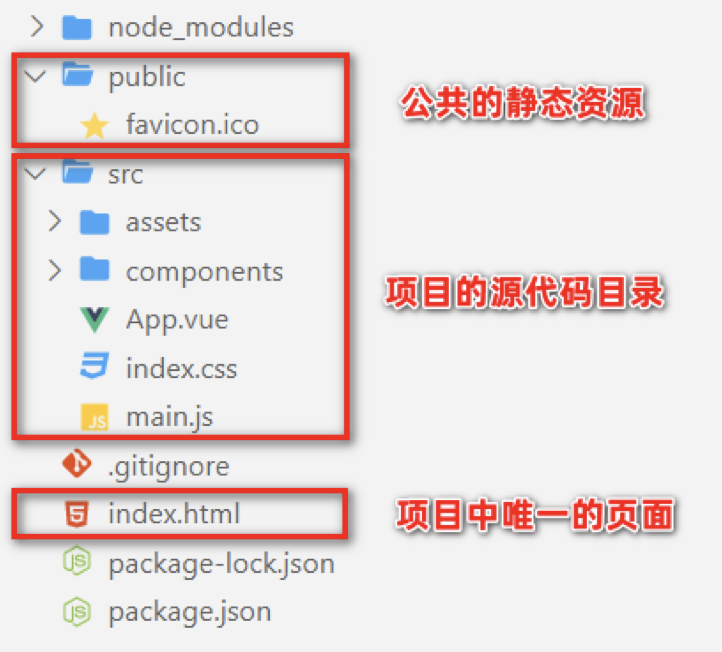 node_modules
public
公共的静态资源
favicon.ico
src
assets
components
项目的源代码目录
App.vue
index.css
JS main.js
.gitignore
index.html
项目中唯一的页面
package-lock.json
package.json